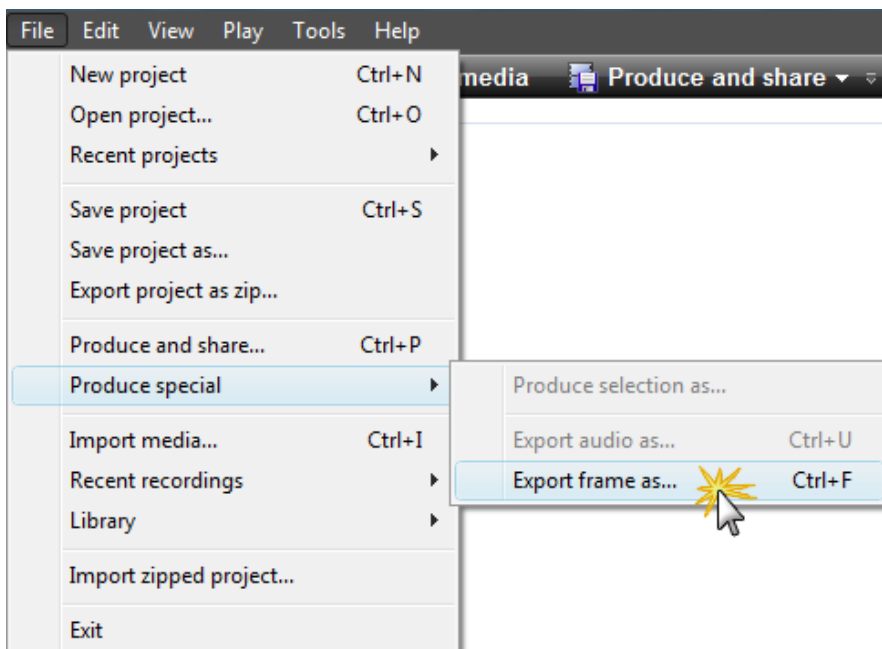 File Edit View Play Tools Help
media Produce and share
New project Ctrl+N
Open project... Ctrl+O
Recent projects
Save project Ctrl+S
Save project as...
Export project as zip...
Produce and share... Ctrl+P
Produce special
Produce selection as...
Import media... Ctrl+I
Export audio as... Ctrl+U
Recent recordings
Export frame as... Ctrl+F
Library
Import zipped project...
Exit